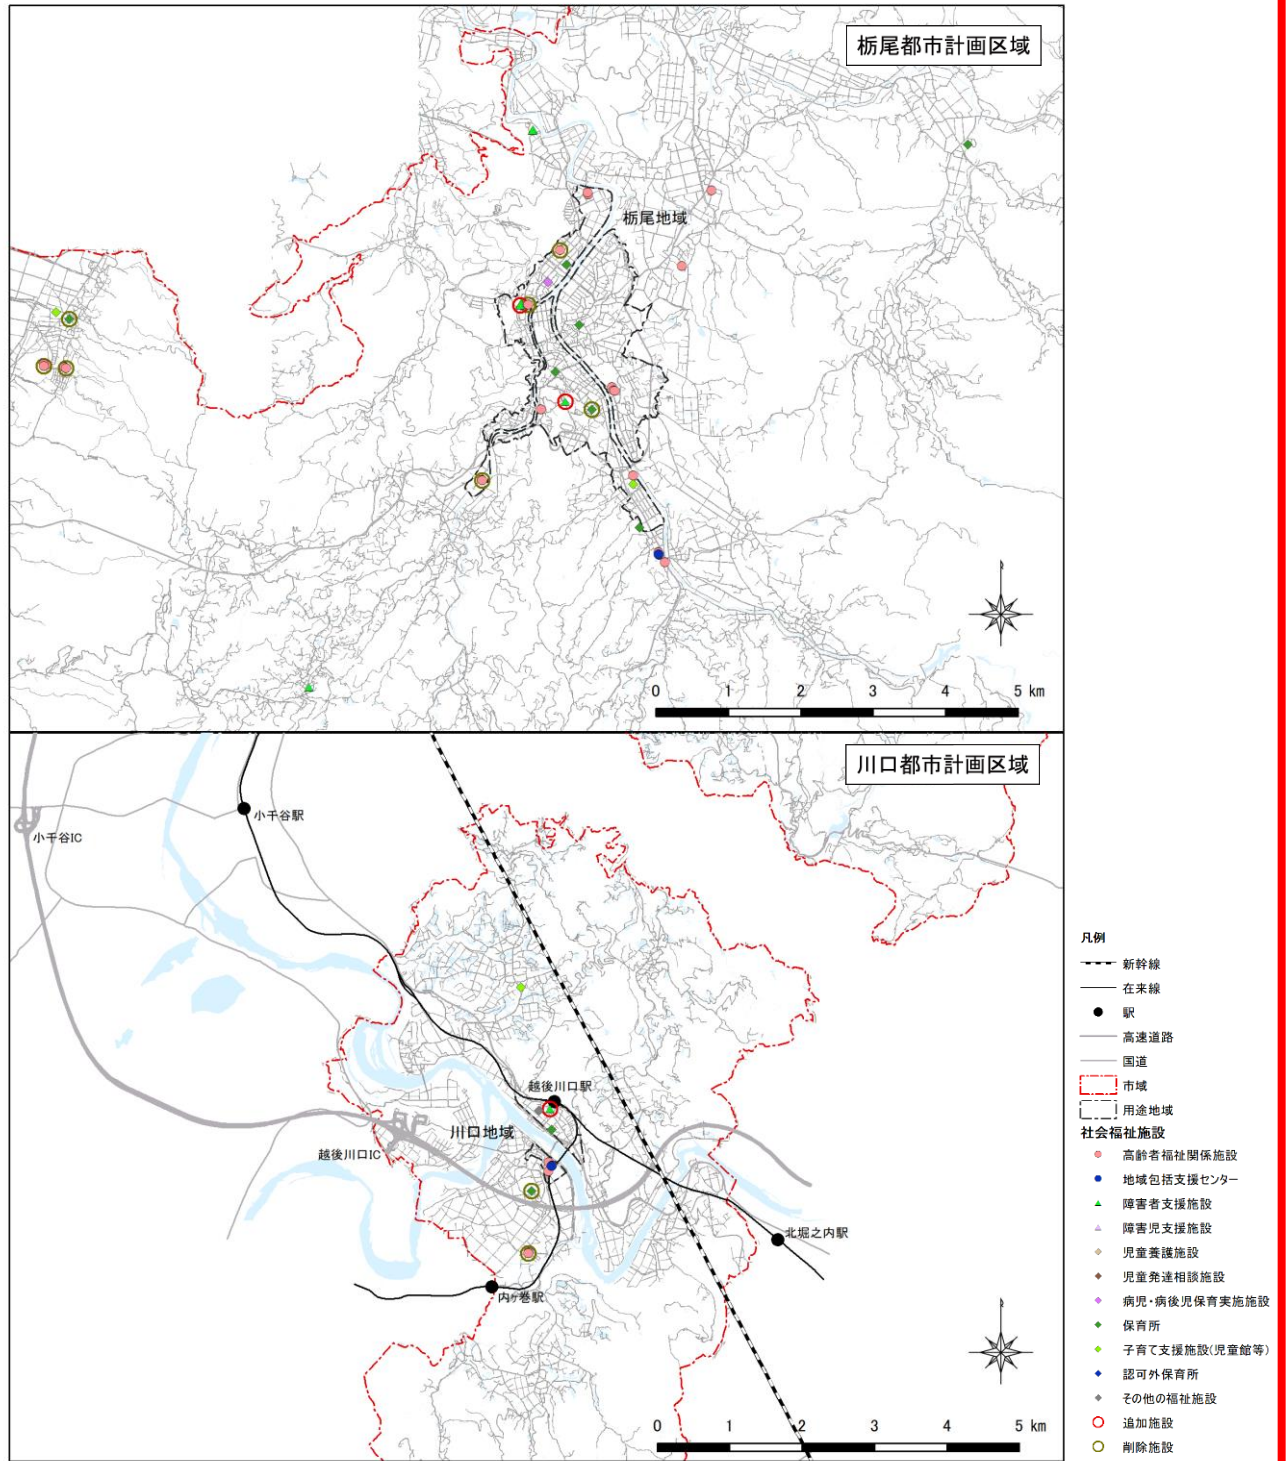 栃尾都市計画区域
栃尾地域
0 1 2 3 4 5 km
川口都市計画区域
小千谷駅
小千谷IC
越後川口駅
川口地域
越後川口IC
北堀之内駅
内ヶ巻駅
0 1 2 3 4 5 km
凡例
新幹線
在来線
駅
高速道路
国道
市域
用途地域
社会福祉施設
高齢者福祉関係施設
地域包括支援センター
障害者支援施設
障害児支援施設
児童養護施設
児童発達相談施設
病児・病後児保育実施施設
保育所
子育て支援施設(児童館等)
認可外保育所
その他の福祉施設
追加施設
削除施設